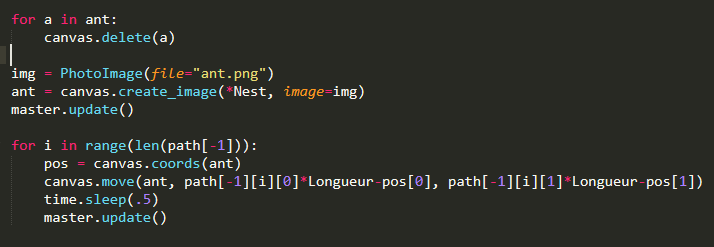 for a in ant:
    canvas.delete(a)
img = PhotoImage(file="ant.png")
ant = canvas.create_image(*Nest, image=img)
master.update()
for i in range(len(path[-1])):
    pos = canvas.coords(ant)
    canvas.move(ant, path[-1][i][0]*Longueur-pos[0], path[-1][i][1]*Longueur-pos[1])
    time.sleep(.5)
    master.update()